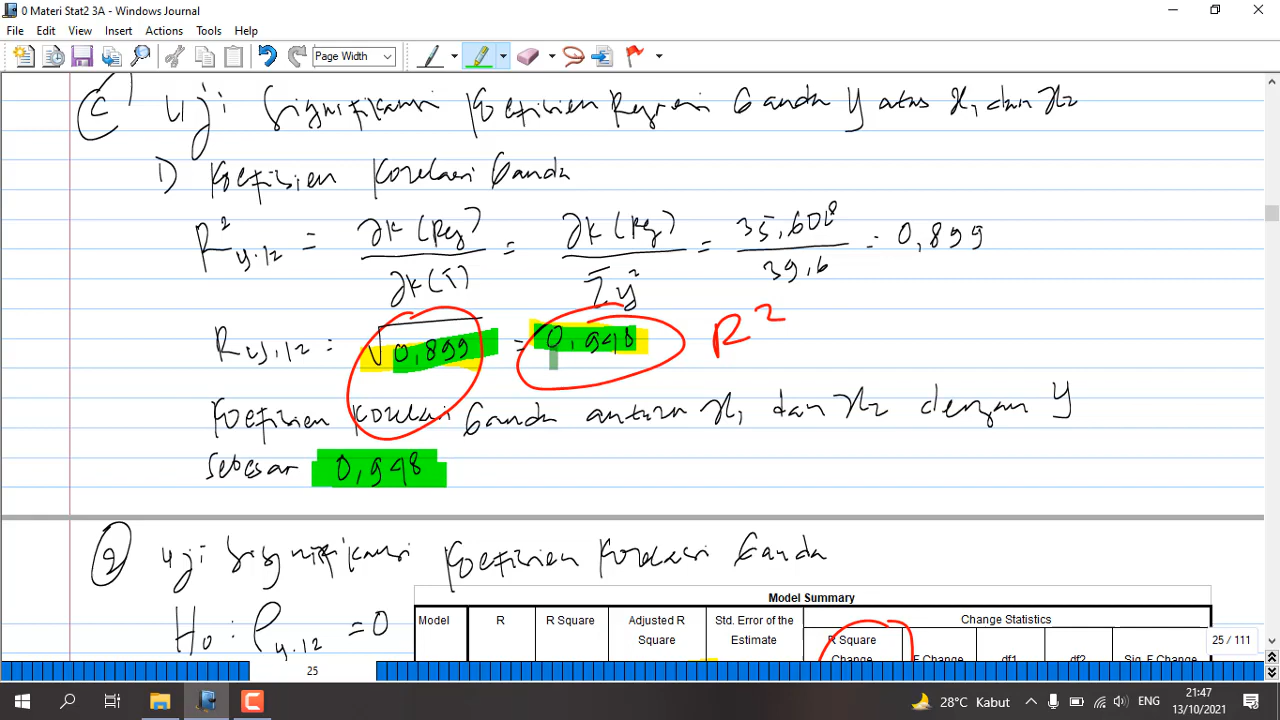 0 Materi Stat2 3A - Windows Journal
File Edit View Insert Actions Tools Help
Page Width
C) Uji Signifikansi Koefisien Regresi Ganda Y atas X1 dan X2
1) Koefisien Korelasi Ganda
R²y.12 = JK (Reg) / JK (T) = JK (Reg) / Σy² = 35,608 / 39,6 = 0,899
Ry.12 = √0,899 = 0,948 R²
Koefisien Korelasi Ganda antara X1 dan X2 dengan Y
Sebesar 0,948
2 Uji Signifikansi Koefisien Korelasi Ganda
H0 : ρy.12 = 0
Model Summary
Model R R Square Adjusted R Square Std. Error of the Estimate Change Statistics
R Square Change F Change df1 df2 Sig. F Change
25 / 111
25
28°C Kabut ENG 21:47
13/10/2021